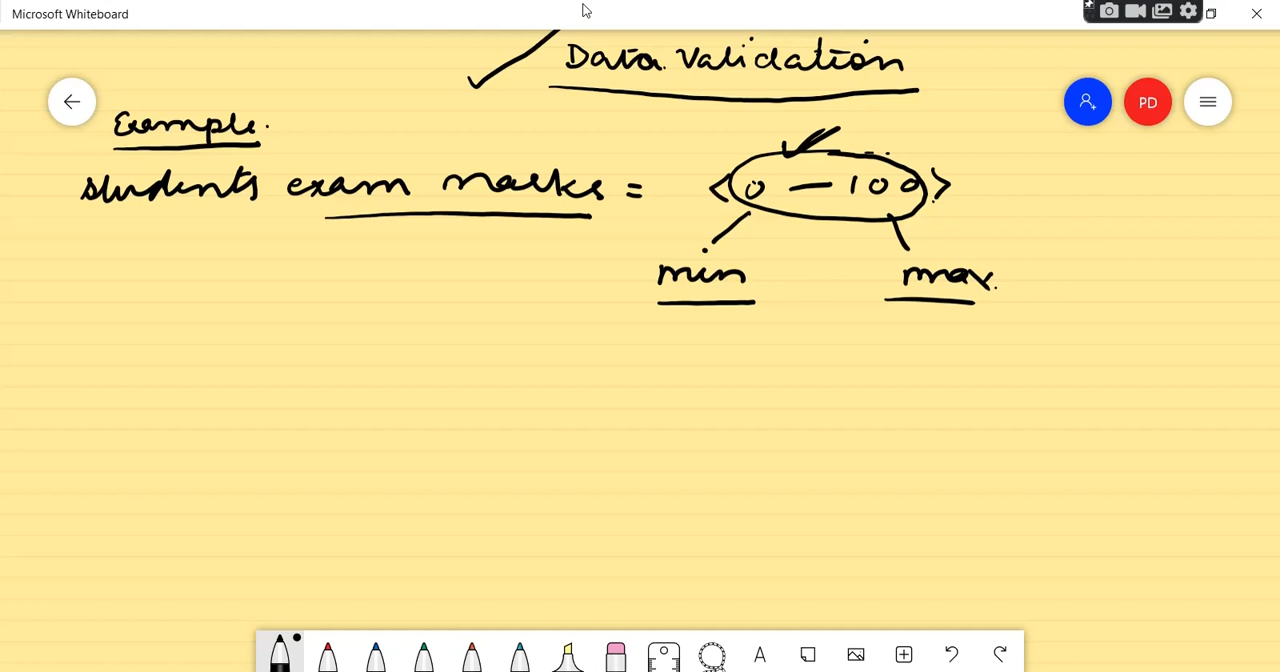 Microsoft Whiteboard
Data Validation
PD
Example.
students exam marks = <0 — 100>
min max.
A